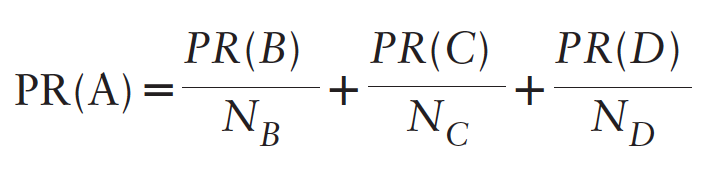 PR(A) = PR(B)/N_B + PR(C)/N_C + PR(D)/N_D